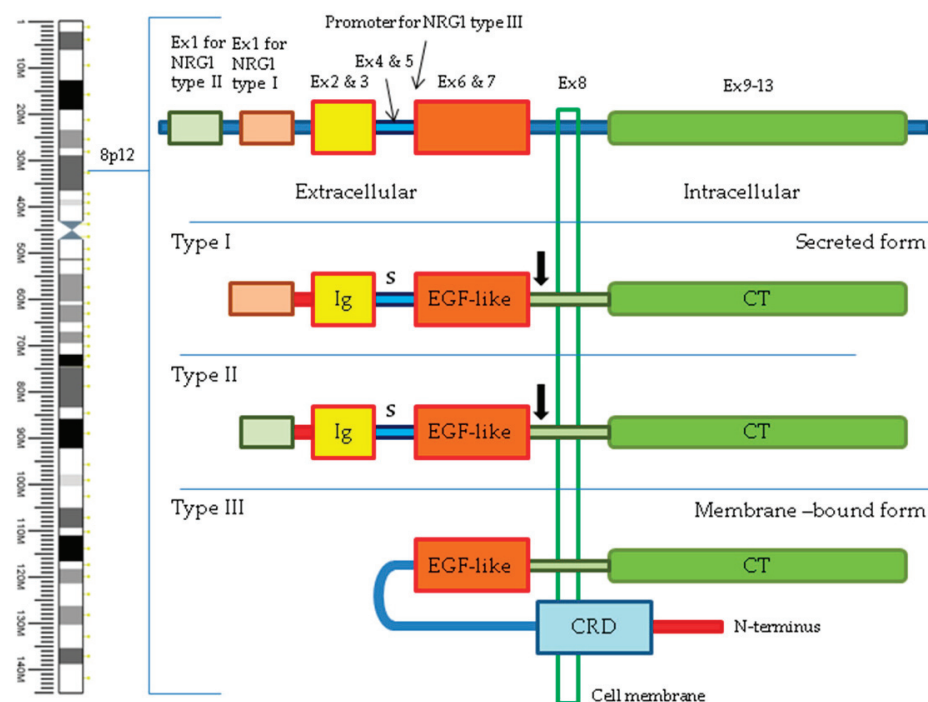 Promoter for NRG1 type III
Ex1 for
NRG1
type II
Ex1 for
NRG1
type I
Ex4 & 5
Ex2 & 3
Ex6 & 7
Ex8
Ex9-13
8p12
Extracellular
Intracellular
Type I
Secreted form
Ig
S
EGF-like
CT
Type II
Ig
S
EGF-like
CT
Type III
Membrane –bound form
EGF-like
CT
CRD
N-terminus
Cell membrane
1
10M
20M
30M
40M
50M
60M
70M
80M
90M
100M
110M
120M
130M
140M